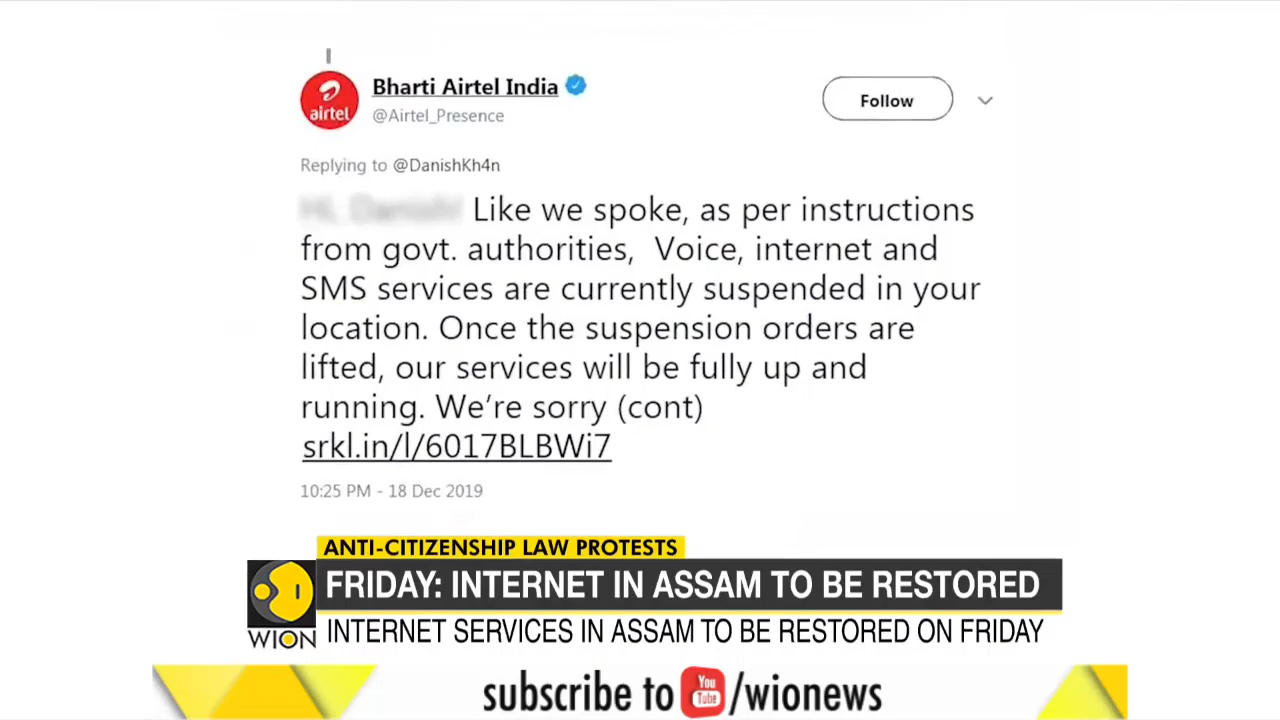 airtel
Bharti Airtel India
@Airtel_Presence
Follow
Replying to @DanishKh4n
Like we spoke, as per instructions
from govt. authorities, Voice, internet and
SMS services are currently suspended in your
location. Once the suspension orders are
lifted, our services will be fully up and
running. We're sorry (cont)
srkl.in/l/6017BLBWi7
10:25 PM - 18 Dec 2019
ANTI-CITIZENSHIP LAW PROTESTS
FRIDAY: INTERNET IN ASSAM TO BE RESTORED
WION
INTERNET SERVICES IN ASSAM TO BE RESTORED ON FRIDAY
subscribe to You Tube /wionews